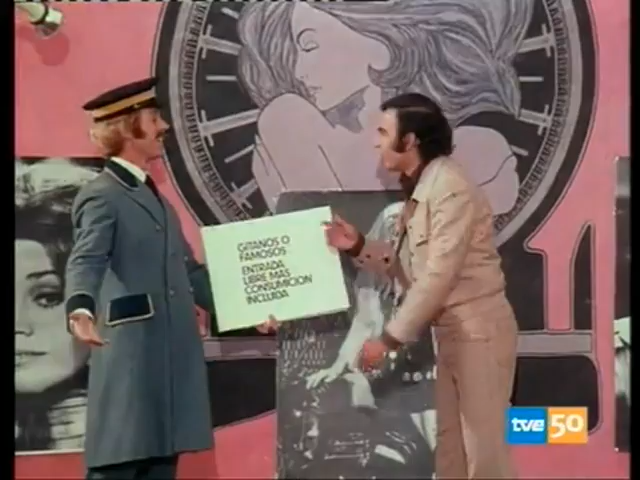 GITANOS O
FAMOSOS
ENTRADA
LIBRE MAS
CONSUMICION
INCLUIDA
tve 50